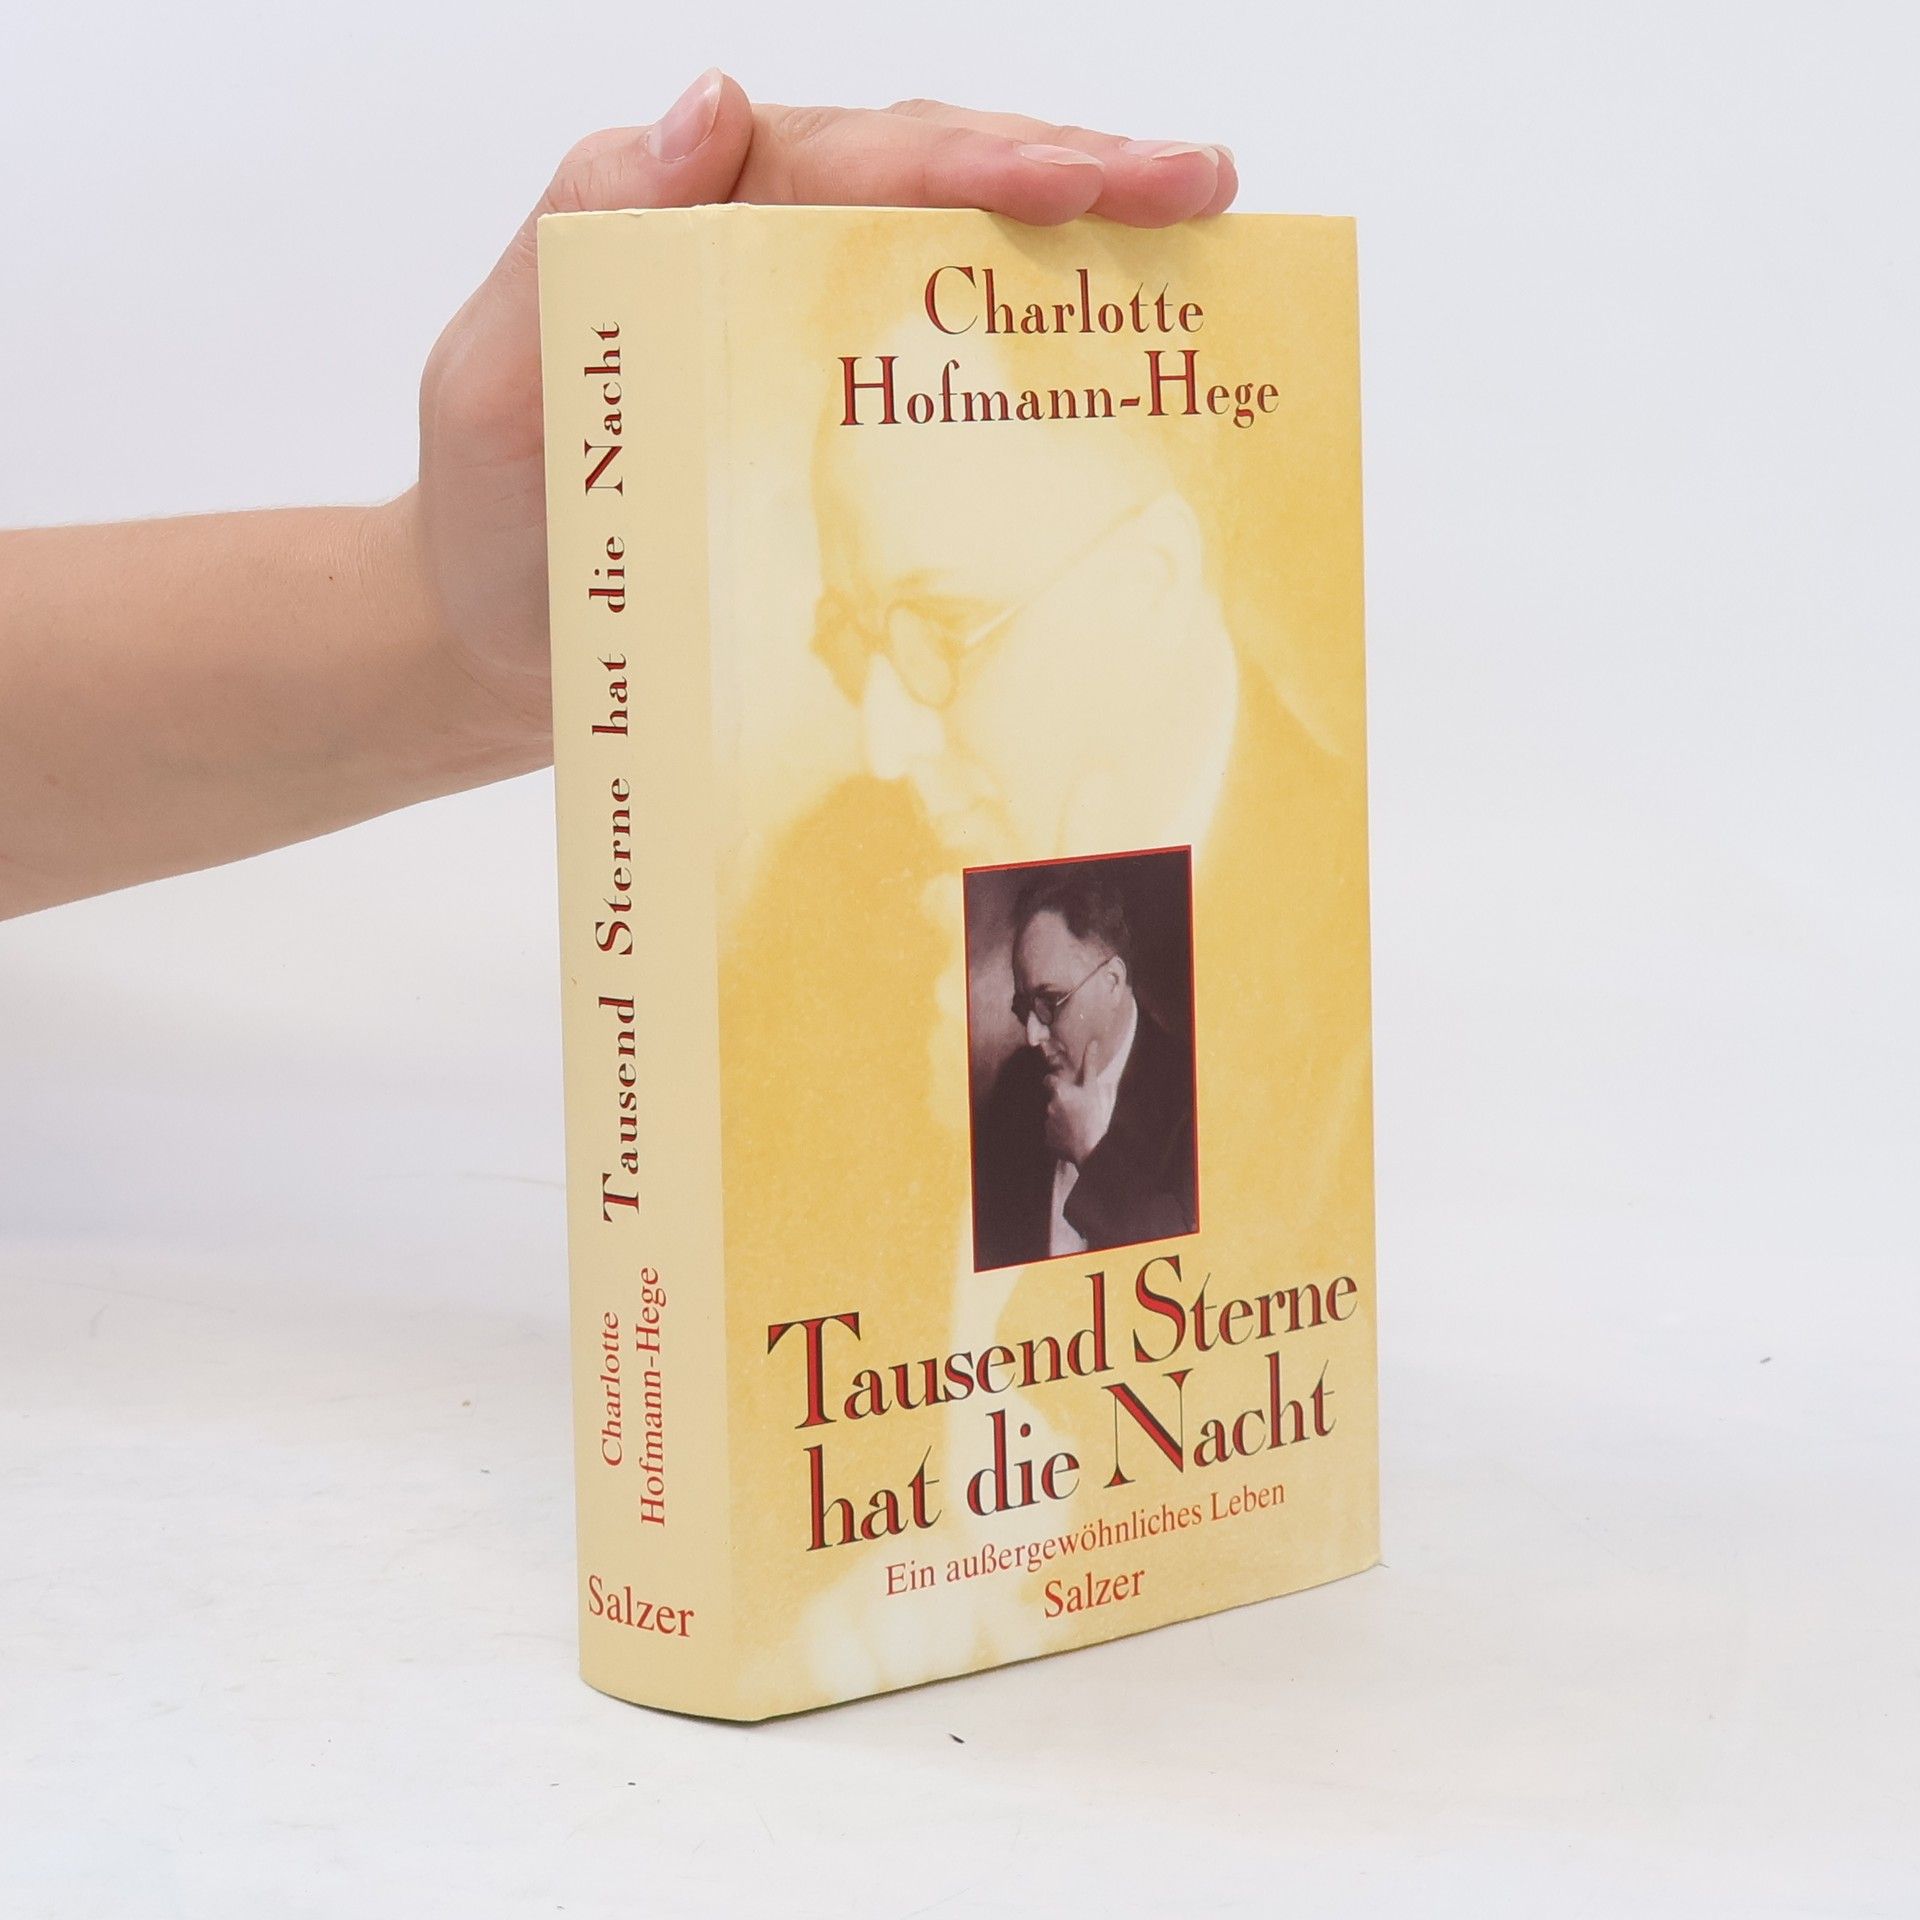 Charlotte
Hofmann-Hege
Tausend Sterne
hat die Nacht
Ein außergewöhnliches Leben
Salzer
Tausend Sterne hat die Nacht
Charlotte
Hofmann-Hege
Salzer